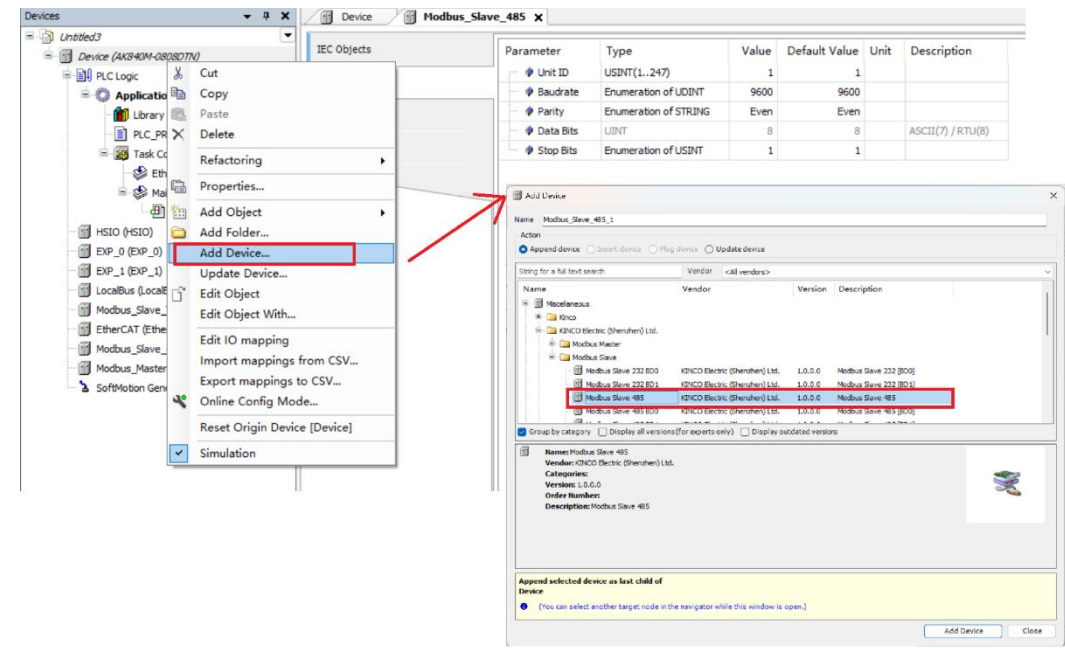 Devices
Untitled3
Device (AK840M-0808DTN)
PLC Logic
Applicatio
Library
PLC_PR
Task Co
Eth
Mai
HSIO (HSIO)
EXP_0 (EXP_0)
EXP_1 (EXP_1)
LocalBus (LocalB
Modbus_Slave_
EtherCAT (Ethe
Modbus_Slave_
Modbus_Master
SoftMotion Gen
Cut
Copy
Paste
Delete
Refactoring
Properties...
Add Object
Add Folder...
Add Device...
Update Device...
Edit Object
Edit Object With...
Edit IO mapping
Import mappings from CSV...
Export mappings to CSV...
Online Config Mode...
Reset Origin Device [Device]
Simulation
Device Modbus_Slave_485
IEC Objects
Parameter Type Value Default Value Unit Description
Unit ID USINT(1..247) 1 1
Baudrate Enumeration of UDINT 9600 9600
Parity Enumeration of STRING Even Even
Data Bits UINT 8 8 ASCII(7) / RTU(8)
Stop Bits Enumeration of USINT 1 1
Add Device
Name Modbus_Slave_485_1
Action
Append device Insert device Plug device Update device
String for a full text search Vendor <All vendors>
Name Vendor Version Description
Miscellaneous
Kinco
KINCO Electric (Shenzhen) Ltd.
Modbus Master
Modbus Slave
Modbus Slave 232 BD0 KINCO Electric (Shenzhen) Ltd. 1.0.0.0 Modbus Slave 232 [BD0]
Modbus Slave 232 BD1 KINCO Electric (Shenzhen) Ltd. 1.0.0.0 Modbus Slave 232 [BD1]
Modbus Slave 485 KINCO Electric (Shenzhen) Ltd. 1.0.0.0 Modbus Slave 485
Modbus Slave 485 BD0 KINCO Electric (Shenzhen) Ltd. 1.0.0.0 Modbus Slave 485 [BD0]
Group by category Display all versions (for experts only) Display outdated versions
Name: Modbus Slave 485
Vendor: KINCO Electric (Shenzhen) Ltd.
Categories:
Version: 1.0.0.0
Order Number:
Description: Modbus Slave 485
Append selected device as last child of
Device
(You can select another target node in the navigator while this window is open.)
Add Device Close